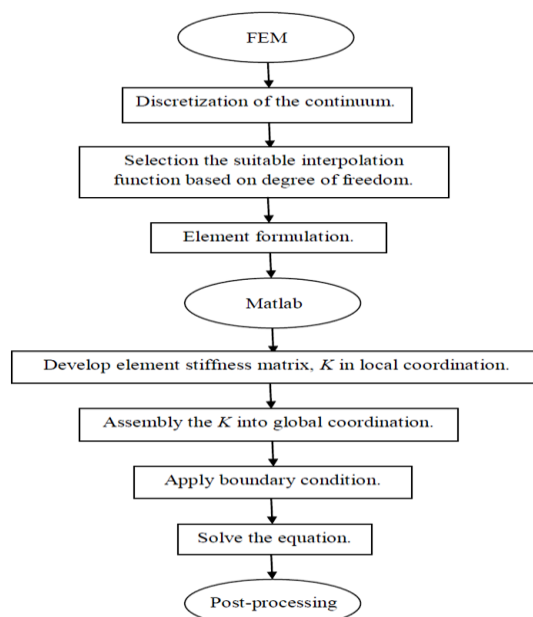 FEM
Discretization of the continuum.
Selection the suitable interpolation
function based on degree of freedom.
Element formulation.
Matlab
Develop element stiffness matrix, K in local coordination.
Assembly the K into global coordination.
Apply boundary condition.
Solve the equation.
Post-processing